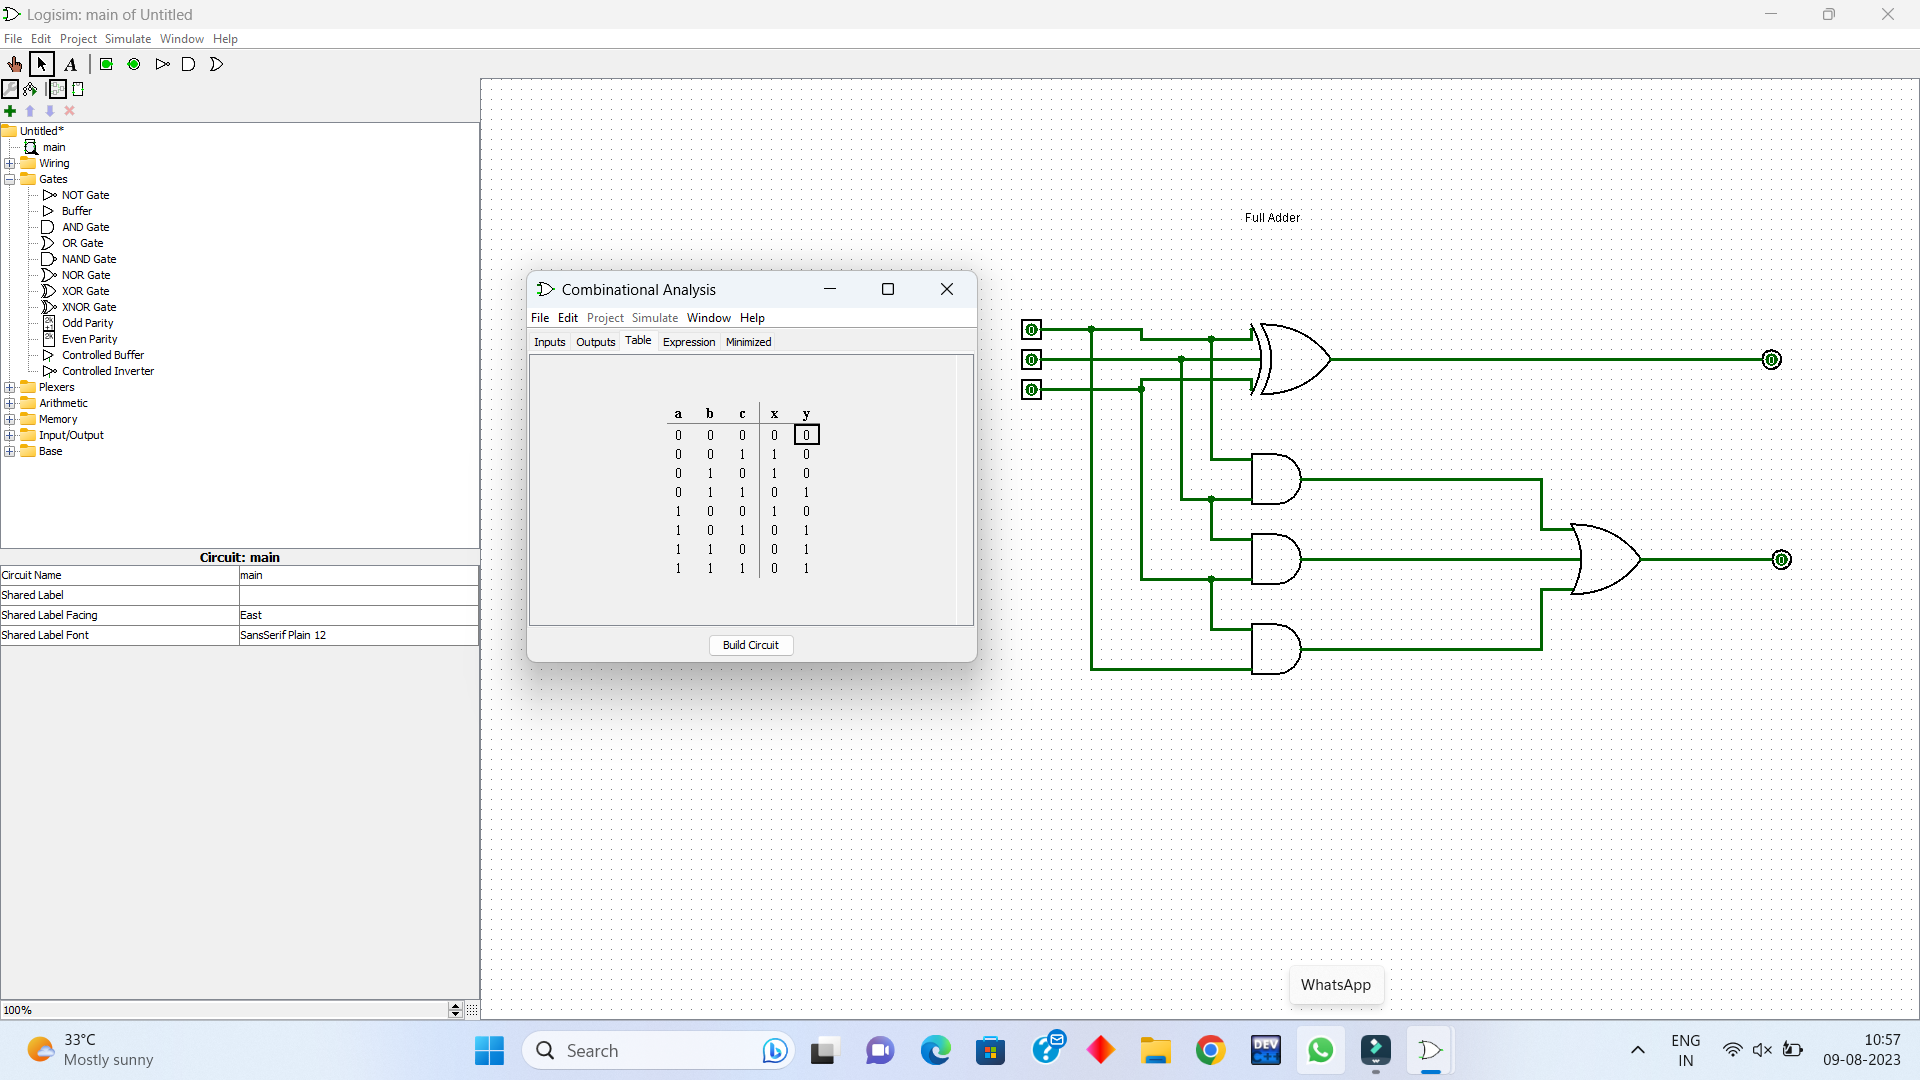 Logisim: main of Untitled
File Edit Project Simulate Window Help
A
Untitled*
main
Wiring
Gates
NOT Gate
Buffer
AND Gate
OR Gate
NAND Gate
NOR Gate
XOR Gate
XNOR Gate
2k+1 Odd Parity
2k Even Parity
Controlled Buffer
Controlled Inverter
Plexers
Arithmetic
Memory
Input/Output
Base
Circuit: main
Circuit Name main
Shared Label
Shared Label Facing East
Shared Label Font SansSerif Plain 12
100%
Full Adder
0
0
0
0
0
Combinational Analysis
File Edit Project Simulate Window Help
Inputs Outputs Table Expression Minimized
a b c x y
0 0 0 0 0
0 0 1 1 0
0 1 0 1 0
0 1 1 0 1
1 0 0 1 0
1 0 1 0 1
1 1 0 0 1
1 1 1 0 1
Build Circuit
WhatsApp
33°C
Mostly sunny
Search
DEV
C++
ENG
IN
10:57
09-08-2023